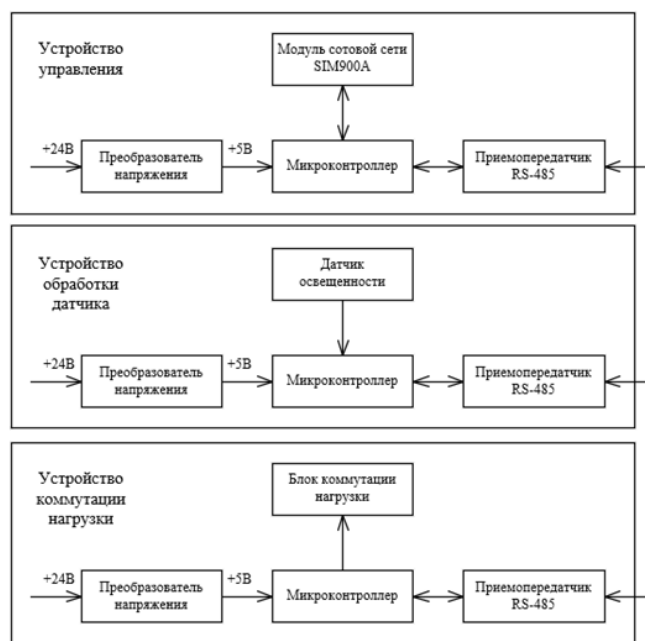 Устройство
управления
Модуль сотовой сети
SIM900A
+24В
Преобразователь
напряжения
+5В
Микроконтроллер
Приемопередатчик
RS-485
Устройство
обработки
датчика
Датчик
освещенности
+24В
Преобразователь
напряжения
+5В
Микроконтроллер
Приемопередатчик
RS-485
Устройство
коммутации
нагрузки
Блок коммутации
нагрузки
+24В
Преобразователь
напряжения
+5В
Микроконтроллер
Приемопередатчик
RS-485